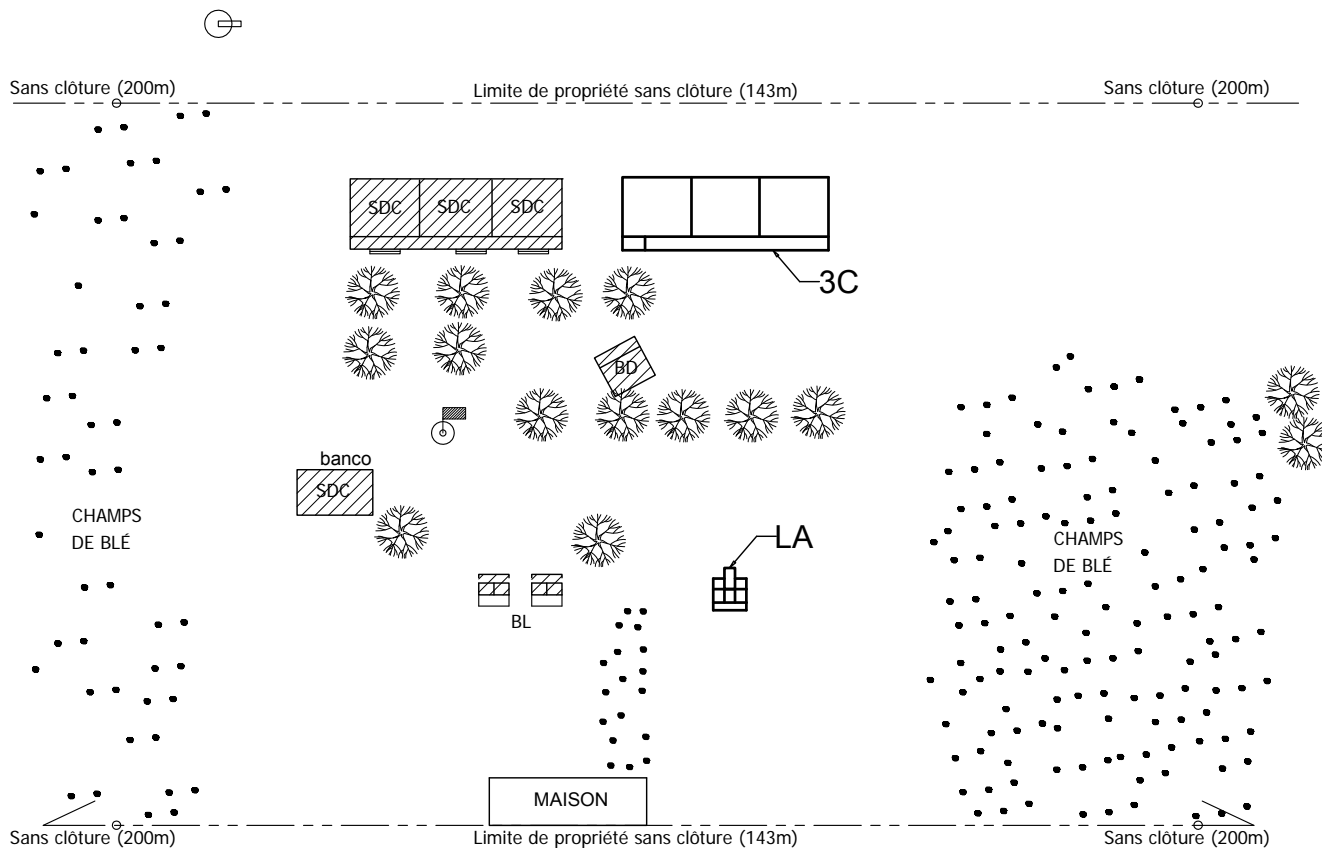 Sans clôture (200m)
Limite de propriété sans clôture (143m)
Sans clôture (200m)
SDC
SDC
SDC
3C
BD
banco
SDC
CHAMPS
DE BLÉ
LA
CHAMPS
DE BLÉ
BL
MAISON
Sans clôture (200m)
Limite de propriété sans clôture (143m)
Sans clôture (200m)